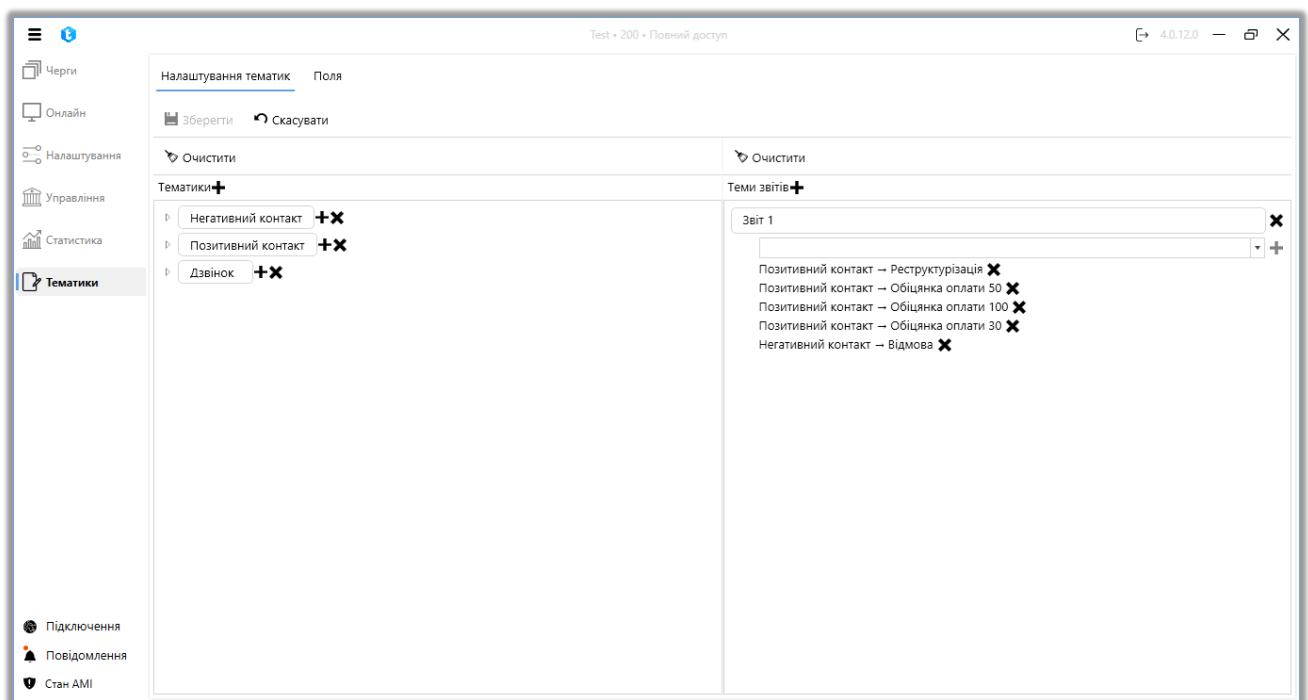 Test • 200 • Повний доступ
4.0.12.0
Черги
Онлайн
Налаштування
Управління
Статистика
Тематики
Підключення
Повідомлення
Стан AMI
Налаштування тематик Поля
Зберегти Скасувати
Очистити
Тематики
Негативний контакт
Позитивний контакт
Дзвінок
Очистити
Теми звітів
Звіт 1
Позитивний контакт → Реструктурізація
Позитивний контакт → Обіцянка оплати 50
Позитивний контакт → Обіцянка оплати 100
Позитивний контакт → Обіцянка оплати 30
Негативний контакт → Відмова